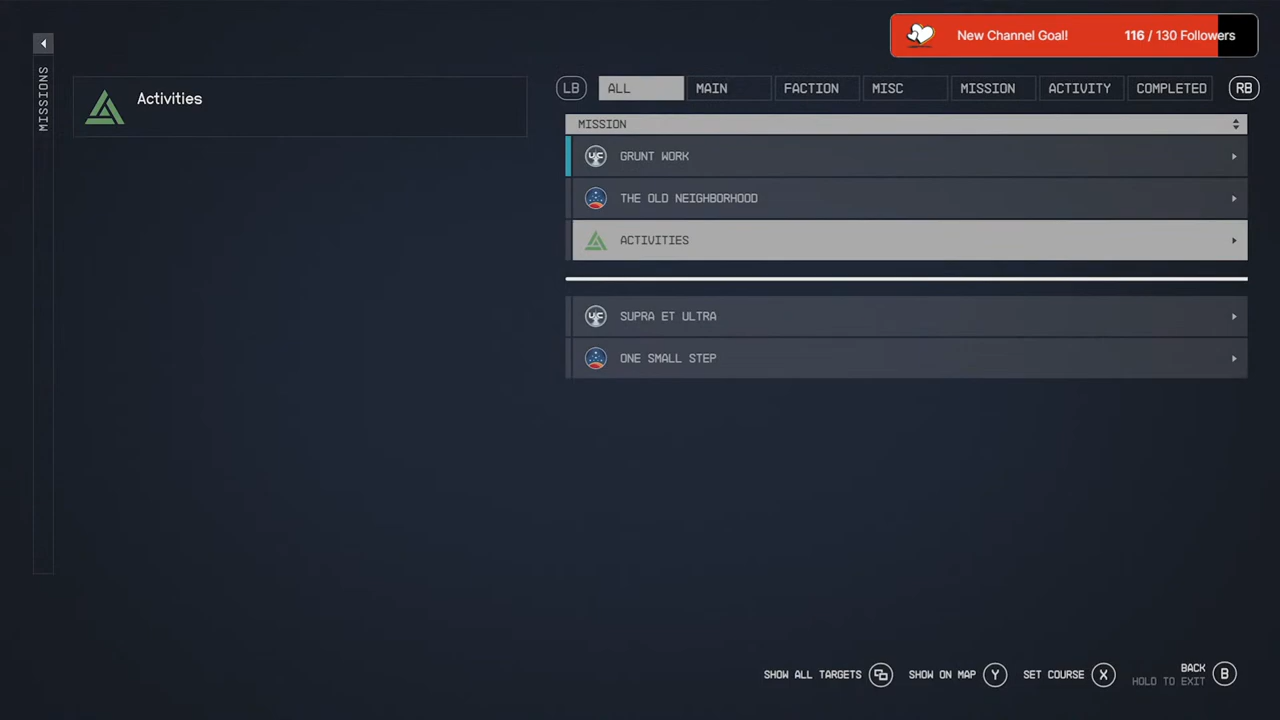 New Channel Goal! 116 / 130 Followers
MISSIONS
Activities
LB ALL MAIN FACTION MISC MISSION ACTIVITY COMPLETED RB
MISSION
GRUNT WORK
THE OLD NEIGHBORHOOD
ACTIVITIES
SUPRA ET ULTRA
ONE SMALL STEP
SHOW ALL TARGETS SHOW ON MAP Y SET COURSE X BACK B
HOLD TO EXIT